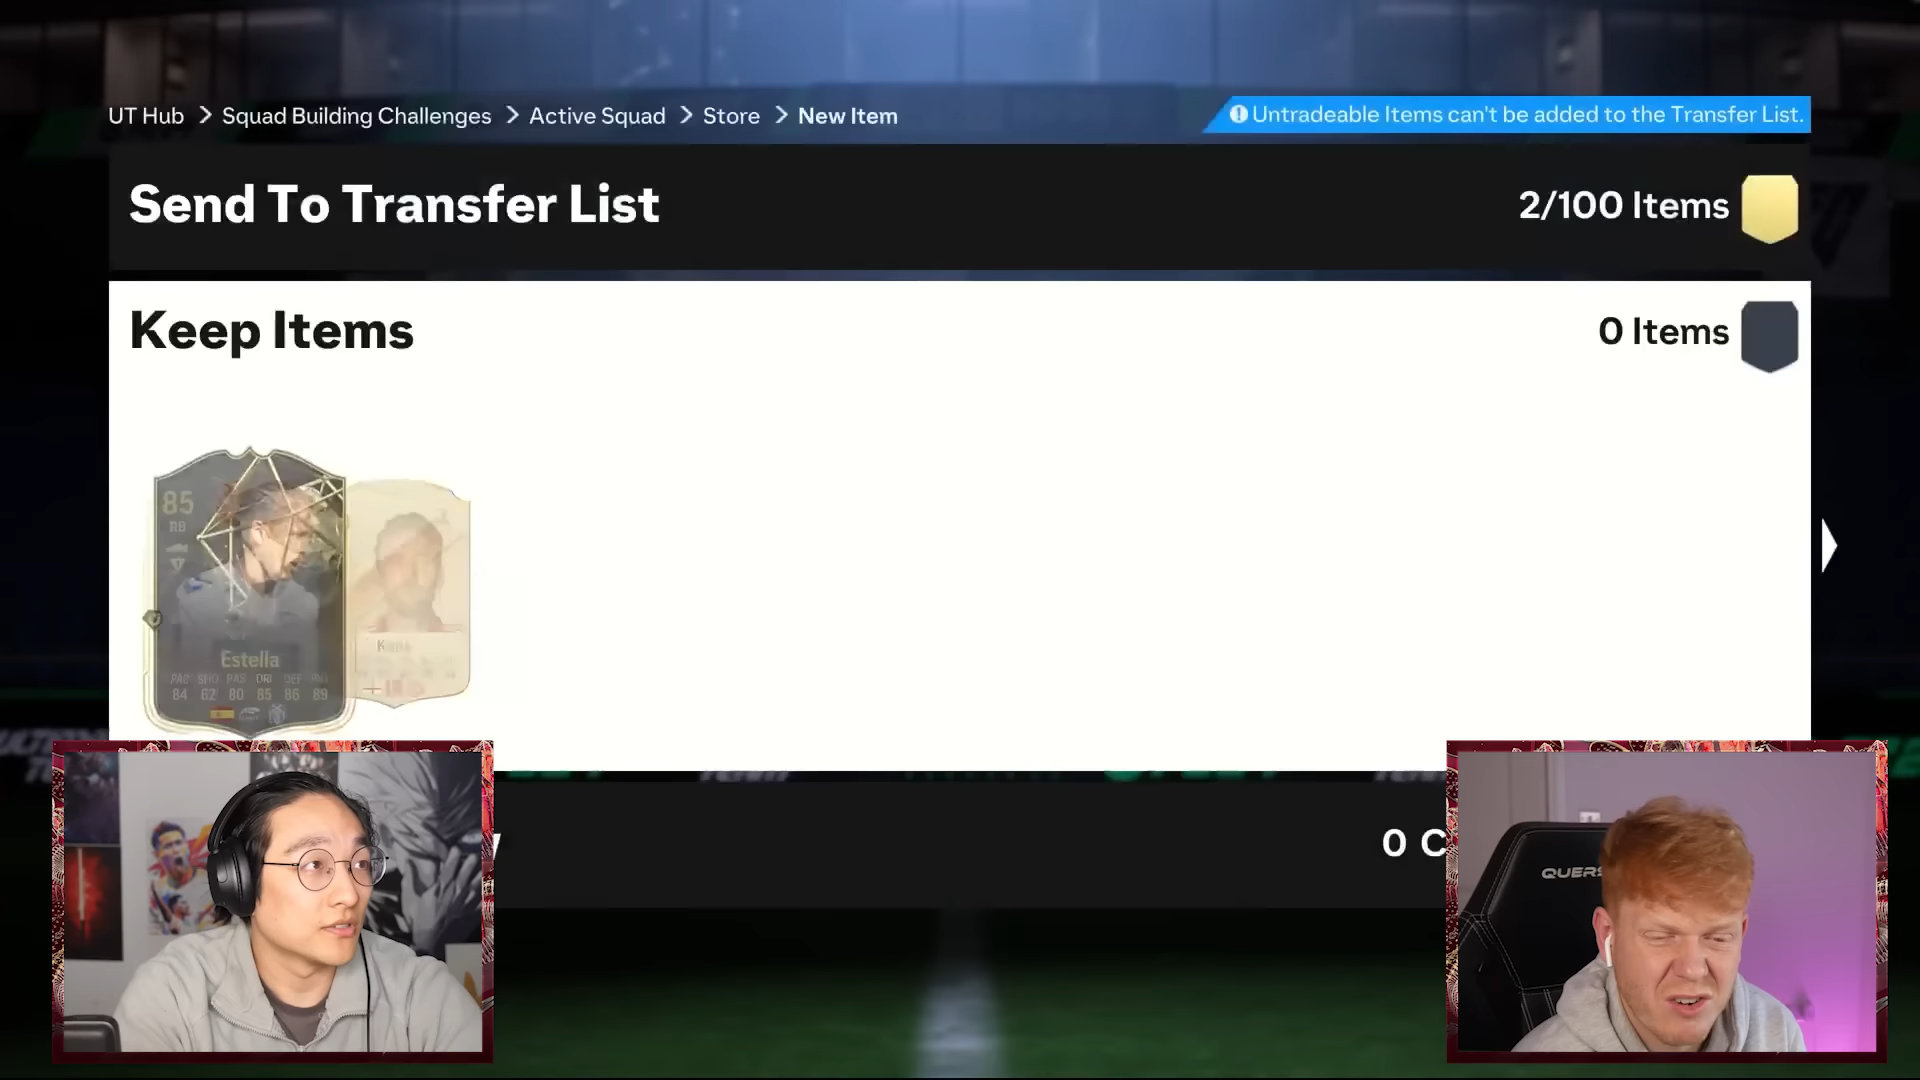 UT Hub > Squad Building Challenges > Active Squad > Store > New Item
Untradeable Items can't be added to the Transfer List.
Send To Transfer List
2/100 Items
Keep Items
0 Items
85
RB
Estella
PAC SHO PAS DRI DEF
84 62 80 85 86 89
0 C